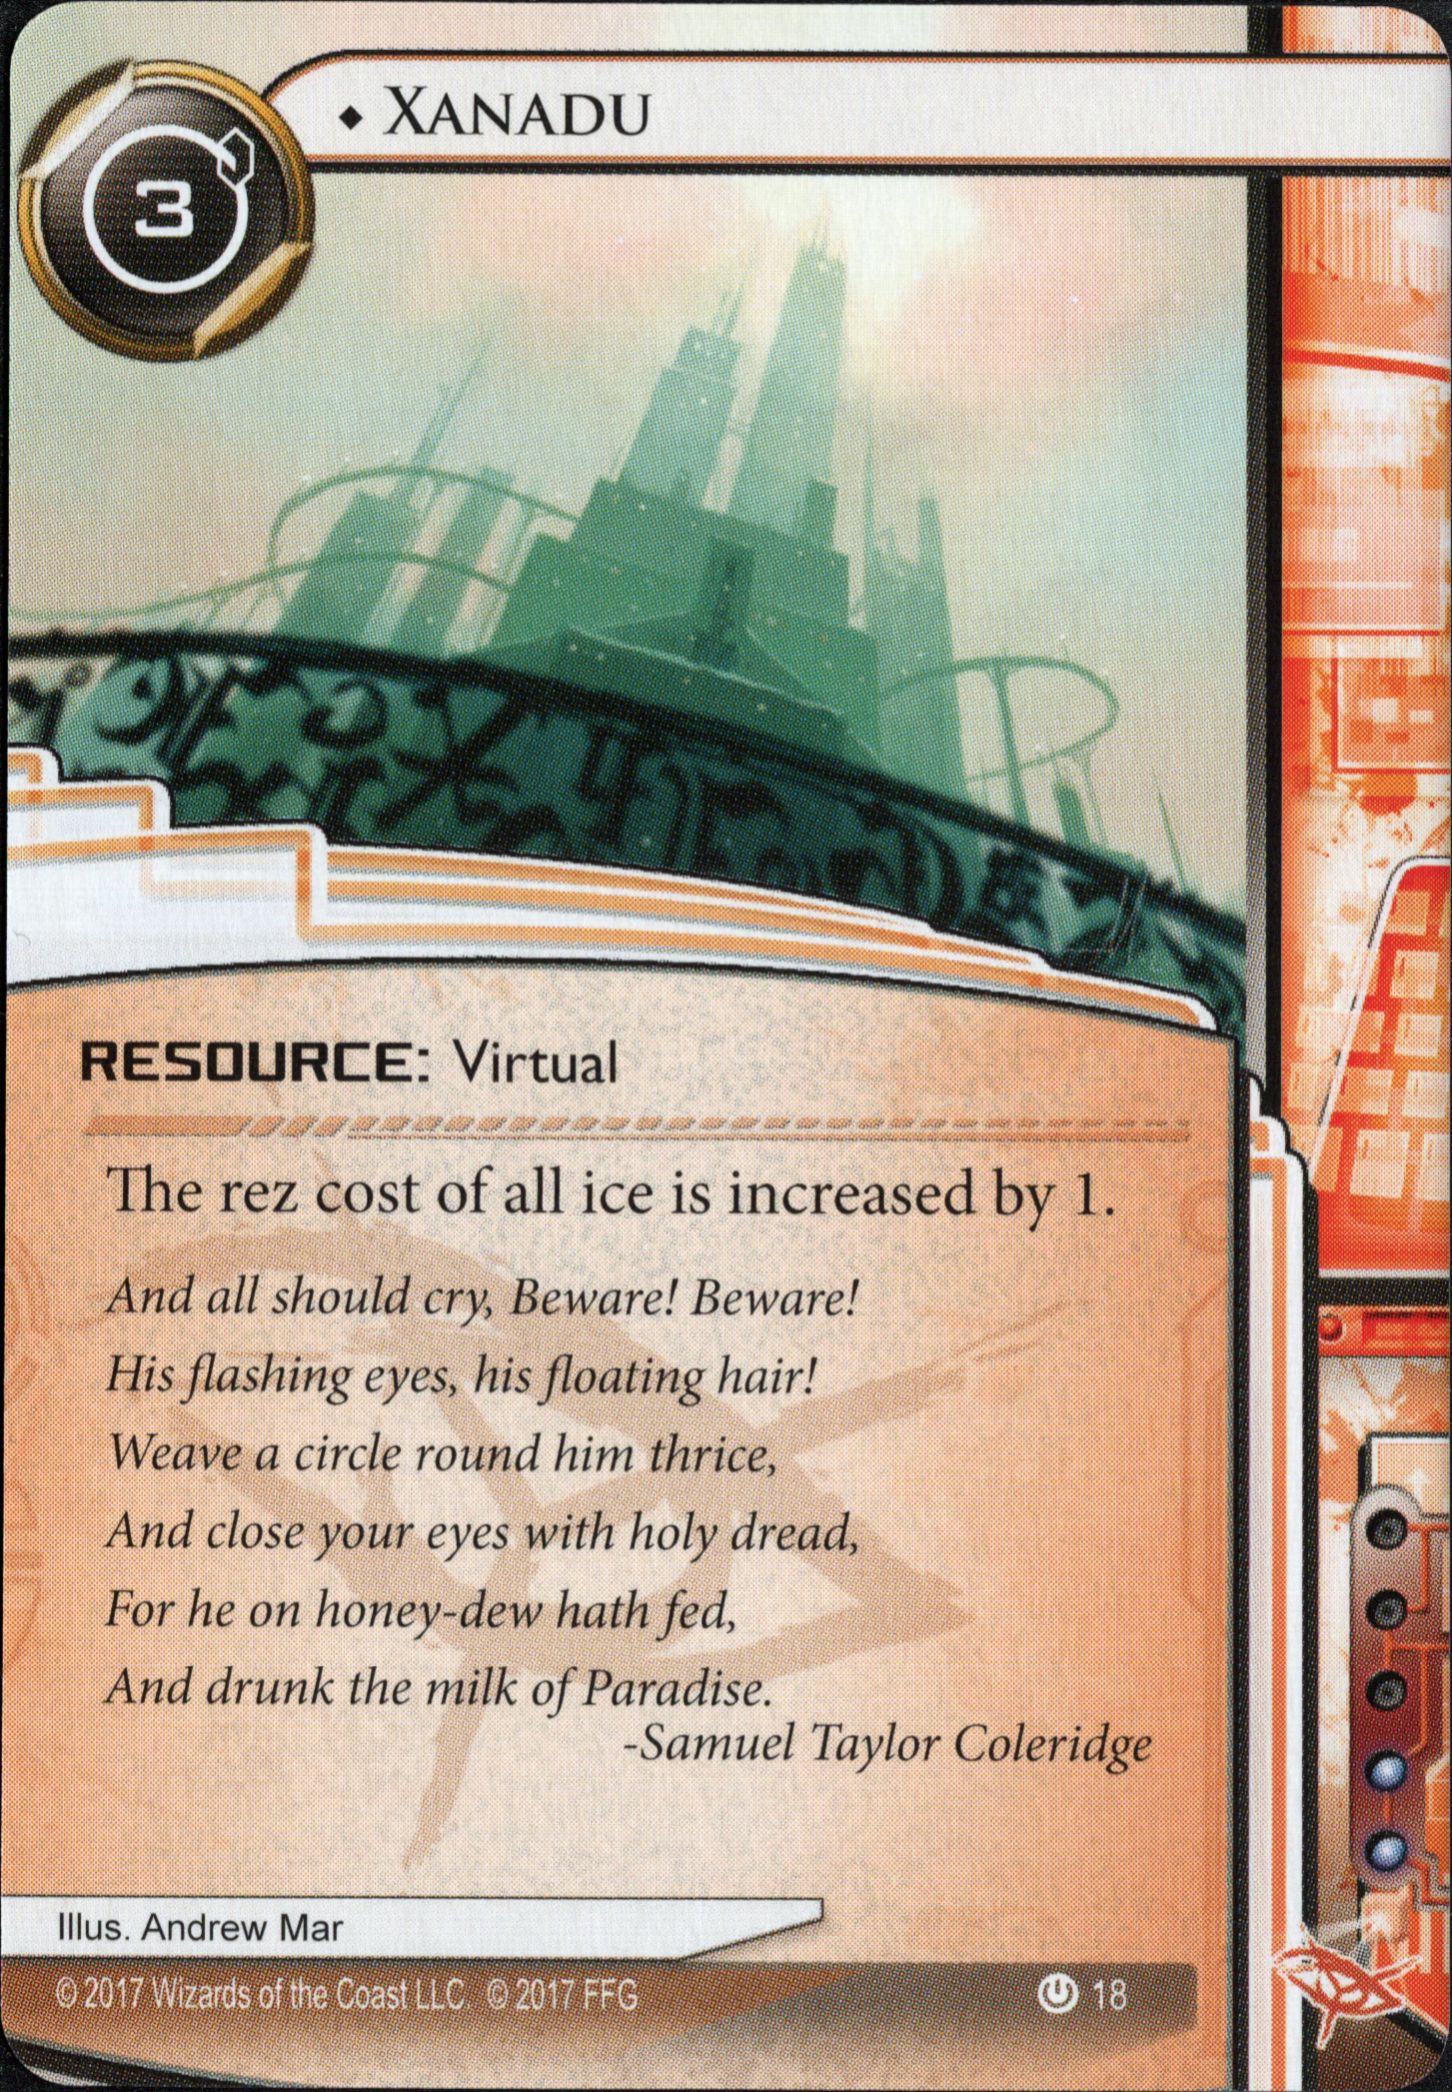 3
◆ XANADU
RESOURCE: Virtual
The rez cost of all ice is increased by 1.
And all should cry, Beware! Beware!
His flashing eyes, his floating hair!
Weave a circle round him thrice,
And close your eyes with holy dread,
For he on honey-dew hath fed,
And drunk the milk of Paradise.
-Samuel Taylor Coleridge
Illus. Andrew Mar
© 2017 Wizards of the Coast LLC. © 2017 FFG
18